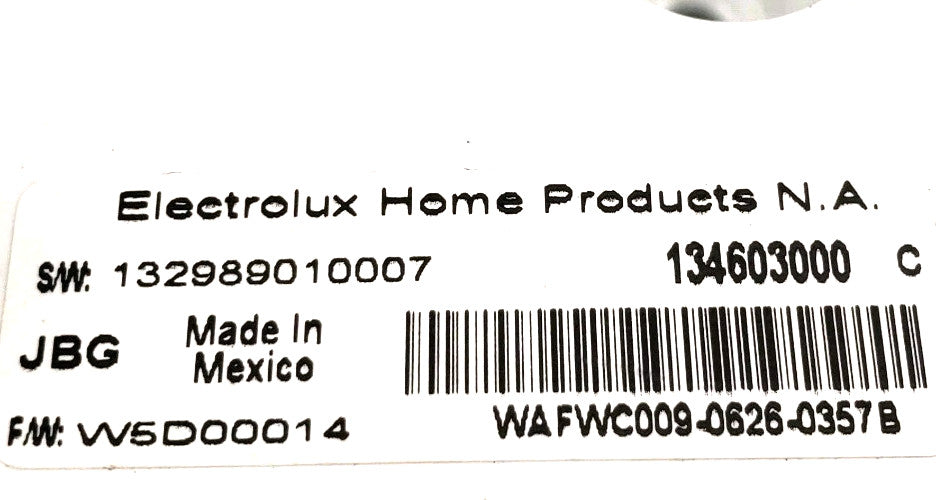 Electrolux Home Products N.A.
S/W: 132989010007 134603000 C
JBG Made In
Mexico
F/W: W5D00014 WAFWC009-0626-0357B